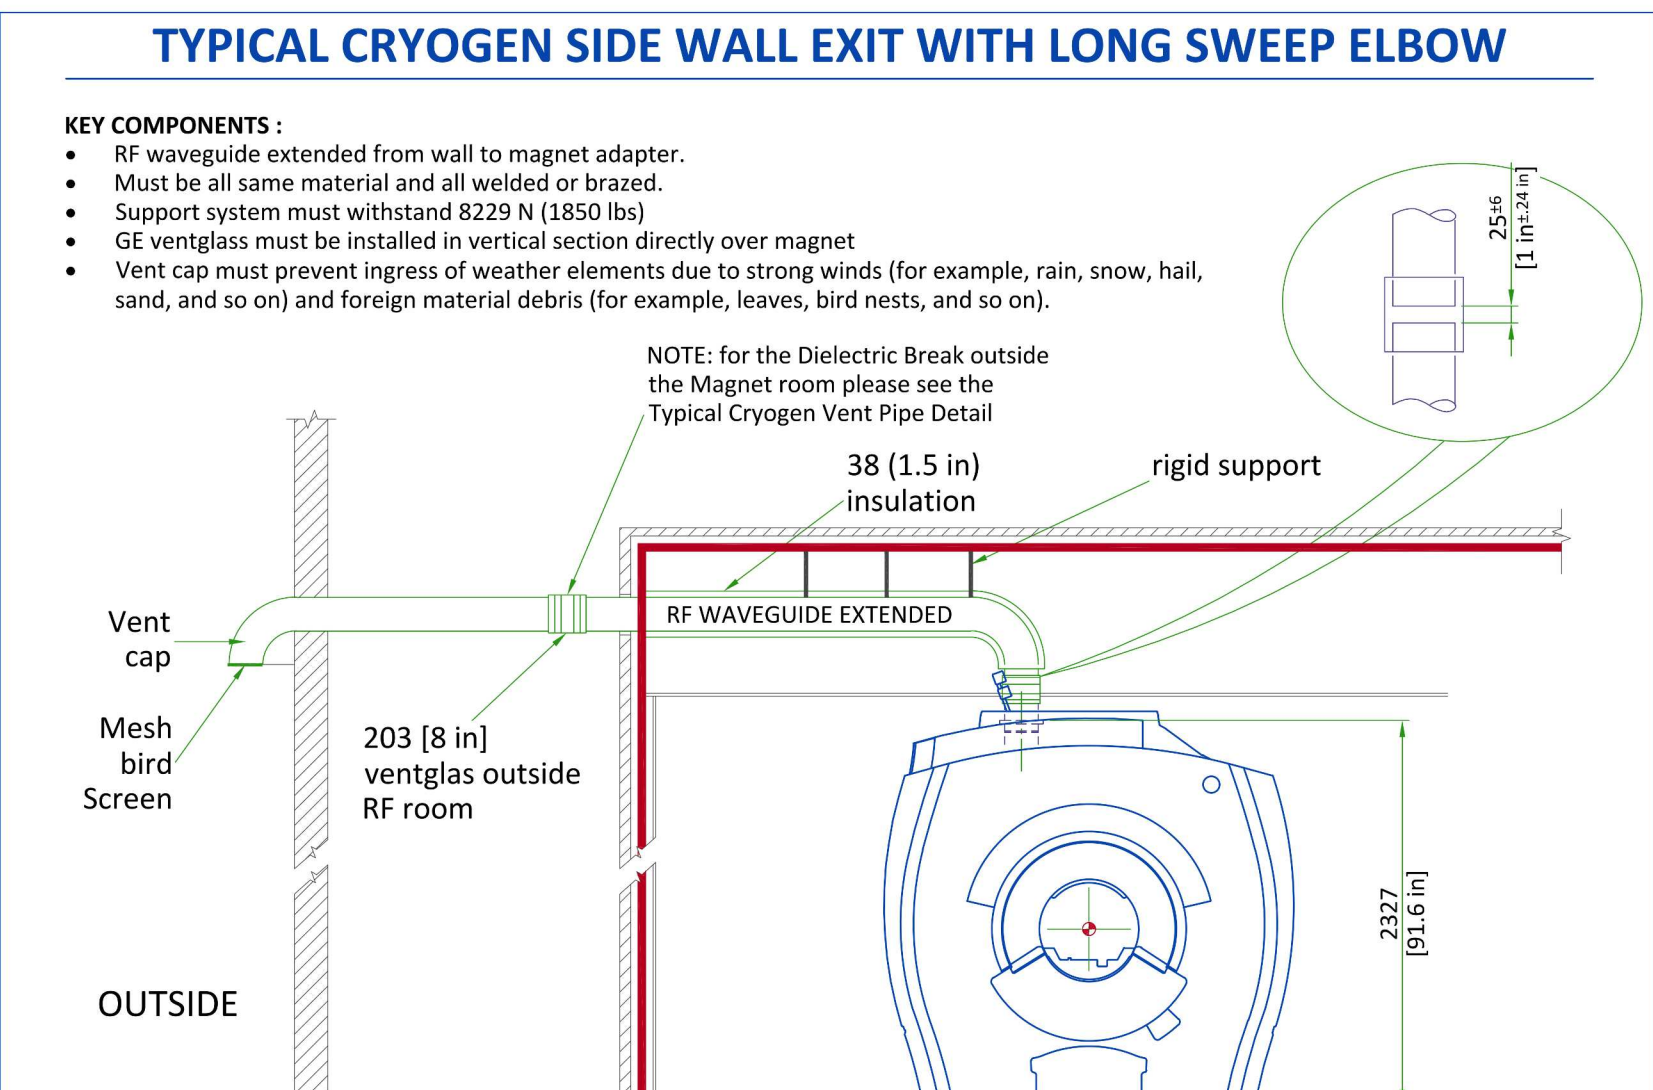 TYPICAL CRYOGEN SIDE WALL EXIT WITH LONG SWEEP ELBOW
KEY COMPONENTS :
• RF waveguide extended from wall to magnet adapter.
• Must be all same material and all welded or brazed.
• Support system must withstand 8229 N (1850 lbs)
• GE ventglass must be installed in vertical section directly over magnet
• Vent cap must prevent ingress of weather elements due to strong winds (for example, rain, snow, hail,
sand, and so on) and foreign material debris (for example, leaves, bird nests, and so on).
25±6
[1 in±.24 in]
NOTE: for the Dielectric Break outside
the Magnet room please see the
Typical Cryogen Vent Pipe Detail
38 (1.5 in)
insulation
rigid support
RF WAVEGUIDE EXTENDED
Vent
cap
Mesh
bird
Screen
203 [8 in]
ventglas outside
RF room
2327
[91.6 in]
OUTSIDE